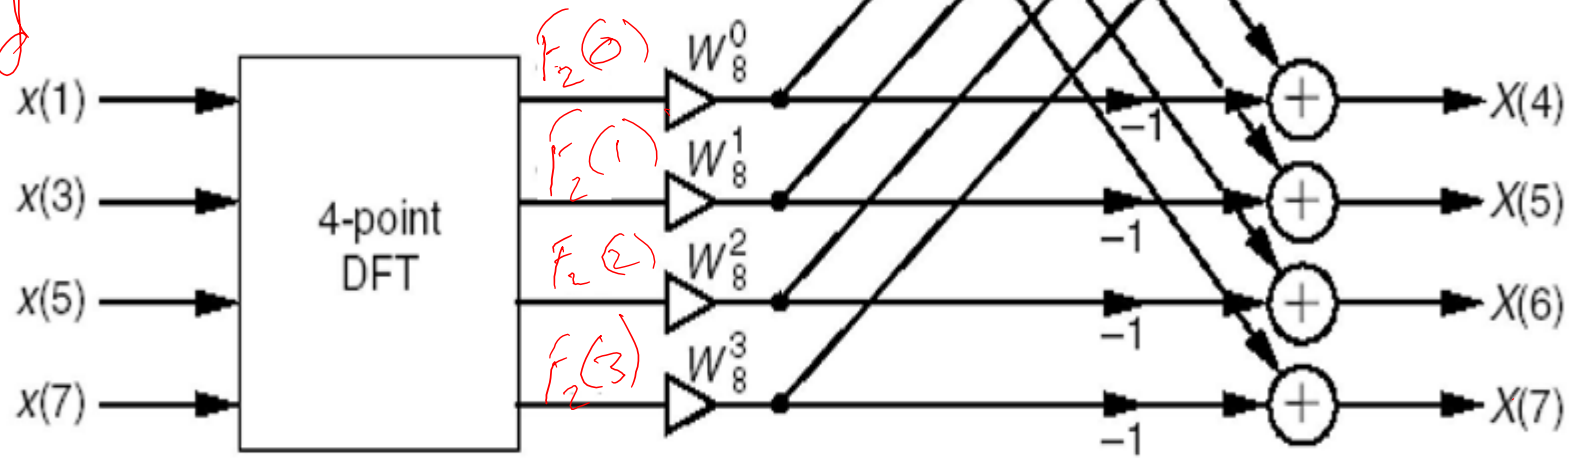 F₂(0) W₈⁰
x(1) −1 X(4)
F₂(1) W₈¹
x(3) 4-point −1 X(5)
DFT
F₂(2) W₈²
x(5) −1 X(6)
F₂(3) W₈³
x(7) −1 X(7)